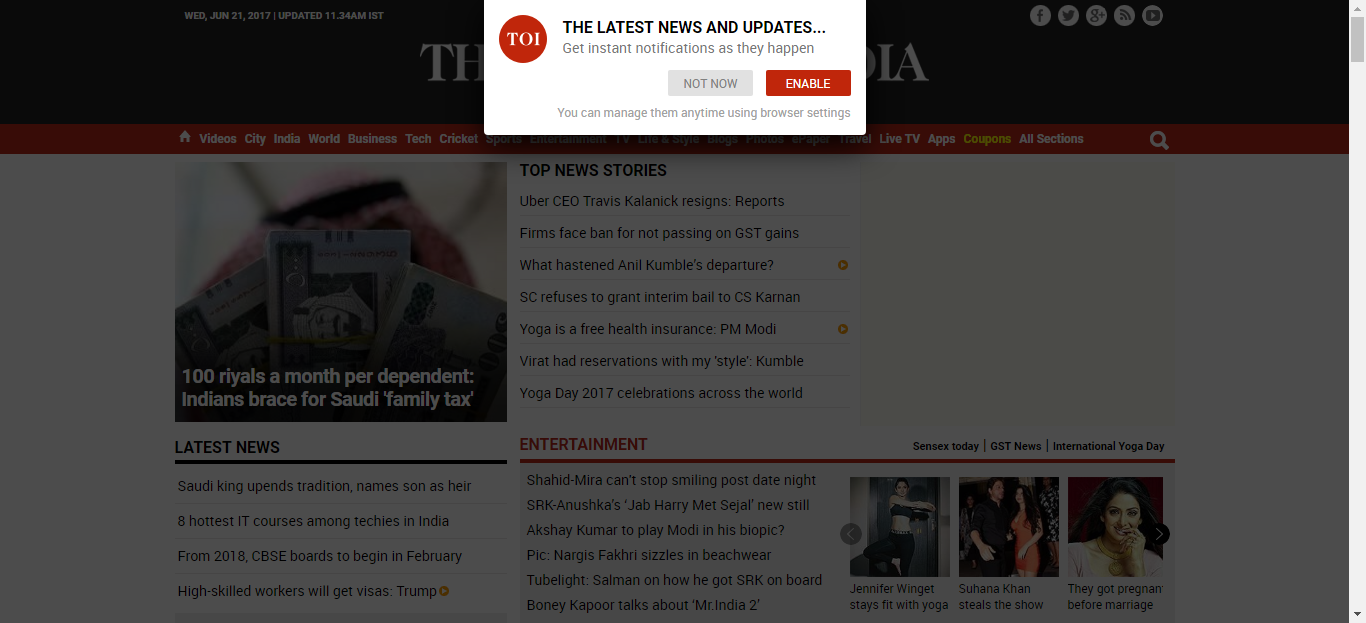 WED, JUN 21, 2017 | UPDATED 11.34AM IST
TH
DIA
TOI
THE LATEST NEWS AND UPDATES...
Get instant notifications as they happen
NOT NOW
ENABLE
You can manage them anytime using browser settings
Videos City India World Business Tech Cricket Sports Entertainment TV Life & Style Blogs Photos ePaper Travel Live TV Apps Coupons All Sections
100 riyals a month per dependent:
Indians brace for Saudi 'family tax'
TOP NEWS STORIES
Uber CEO Travis Kalanick resigns: Reports
Firms face ban for not passing on GST gains
What hastened Anil Kumble's departure?
SC refuses to grant interim bail to CS Karnan
Yoga is a free health insurance: PM Modi
Virat had reservations with my 'style': Kumble
Yoga Day 2017 celebrations across the world
LATEST NEWS
Saudi king upends tradition, names son as heir
8 hottest IT courses among techies in India
From 2018, CBSE boards to begin in February
High-skilled workers will get visas: Trump
ENTERTAINMENT
Sensex today | GST News | International Yoga Day
Shahid-Mira can't stop smiling post date night
SRK-Anushka's ‘Jab Harry Met Sejal’ new still
Akshay Kumar to play Modi in his biopic?
Pic: Nargis Fakhri sizzles in beachwear
Tubelight: Salman on how he got SRK on board
Boney Kapoor talks about ‘Mr.India 2’
Jennifer Winget
stays fit with yoga
Suhana Khan
steals the show
They got pregnant
before marriage